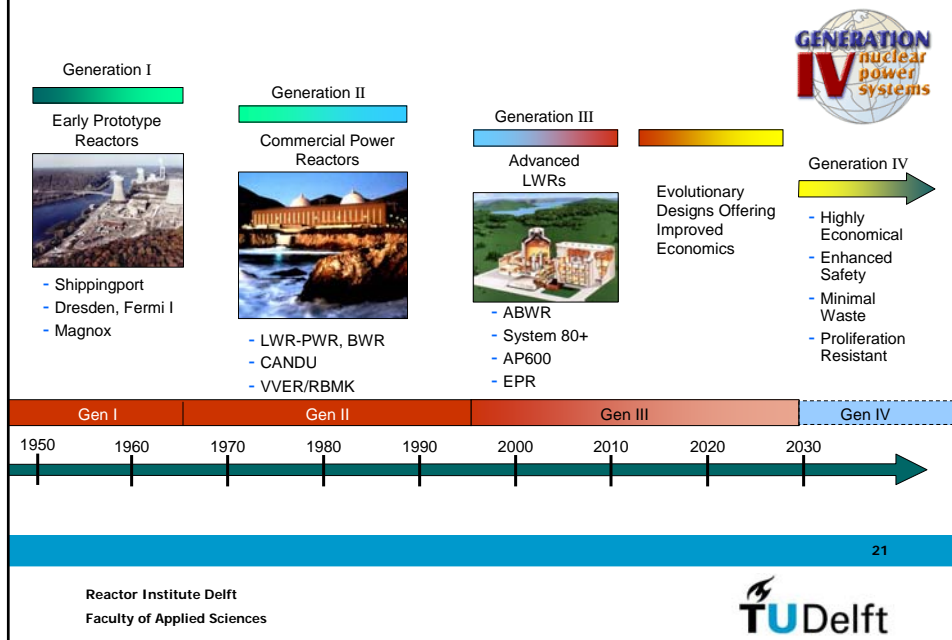 GENERATION
IV nuclear
power
systems
Generation I
Early Prototype
Reactors
- Shippingport
- Dresden, Fermi I
- Magnox
Generation II
Commercial Power
Reactors
- LWR-PWR, BWR
- CANDU
- VVER/RBMK
Generation III
Advanced
LWRs
- ABWR
- System 80+
- AP600
- EPR
Evolutionary
Designs Offering
Improved
Economics
Generation IV
- Highly
Economical
- Enhanced
Safety
- Minimal
Waste
- Proliferation
Resistant
Gen I
Gen II
Gen III
Gen IV
1950
1960
1970
1980
1990
2000
2010
2020
2030
21
Reactor Institute Delft
Faculty of Applied Sciences
TUDelft